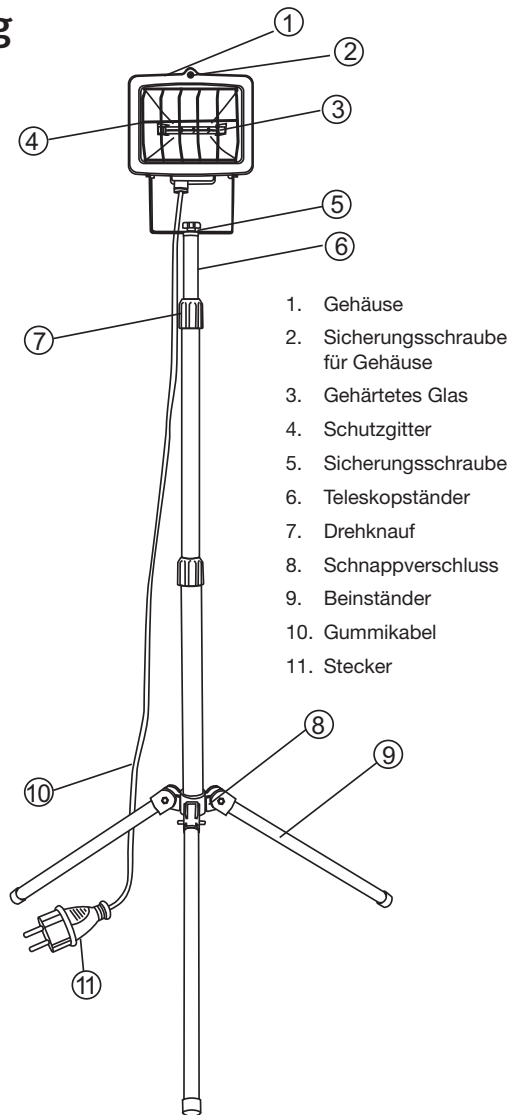 g
1
2
3
4
5
6
7
1. Gehäuse
2. Sicherungsschraube
für Gehäuse
3. Gehärtetes Glas
4. Schutzgitter
5. Sicherungsschraube
6. Teleskopständer
7. Drehknauf
8. Schnappverschluss
9. Beinständer
10. Gummikabel
11. Stecker
8
9
10
11